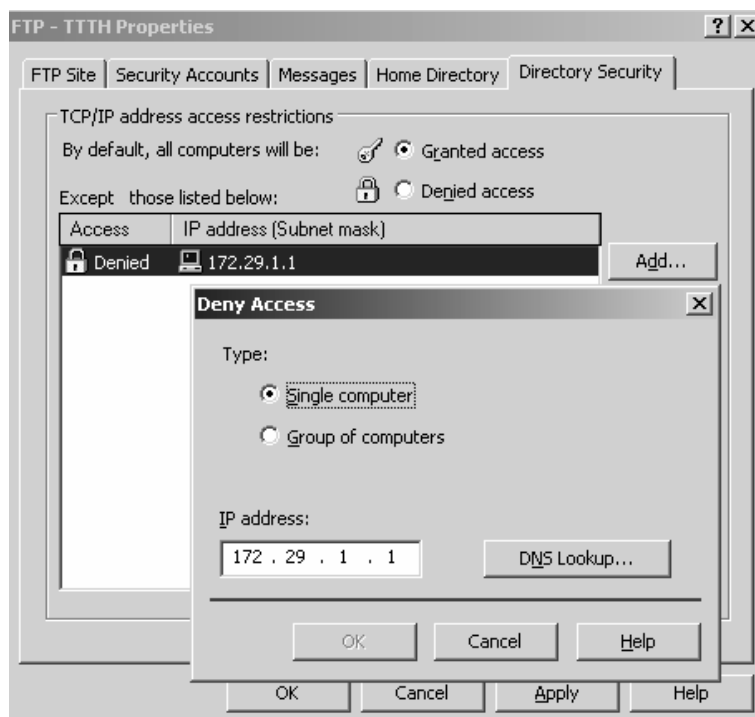 FTP - TTTH Properties
FTP Site Security Accounts Messages Home Directory Directory Security
TCP/IP address access restrictions
By default, all computers will be: Granted access
Denied access
Except those listed below:
Access IP address (Subnet mask)
Denied 172.29.1.1
Add...
Deny Access
Type:
Single computer
Group of computers
IP address:
172 . 29 . 1 . 1 DNS Lookup...
OK Cancel Help
OK Cancel Apply Help